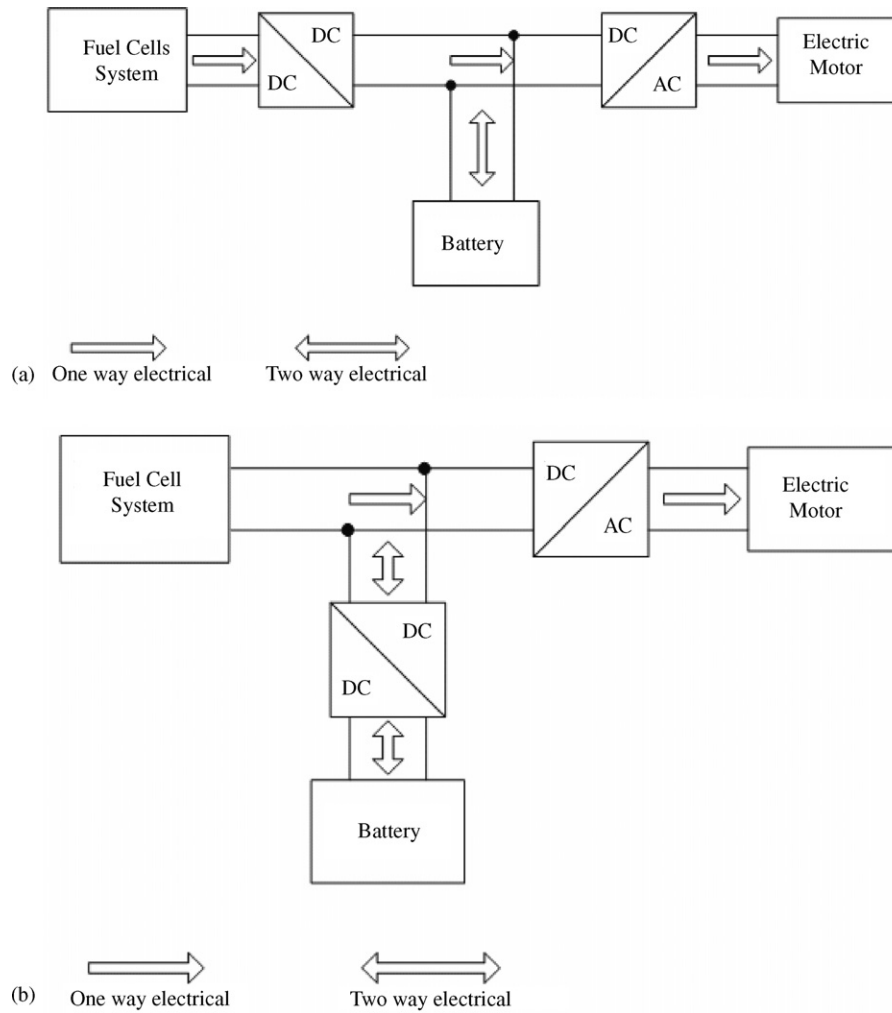 Fuel Cells
System
DC
DC
DC
AC
Electric
Motor
Battery
(a)
One way electrical
Two way electrical
Fuel Cell
System
DC
AC
Electric
Motor
DC
DC
Battery
(b)
One way electrical
Two way electrical